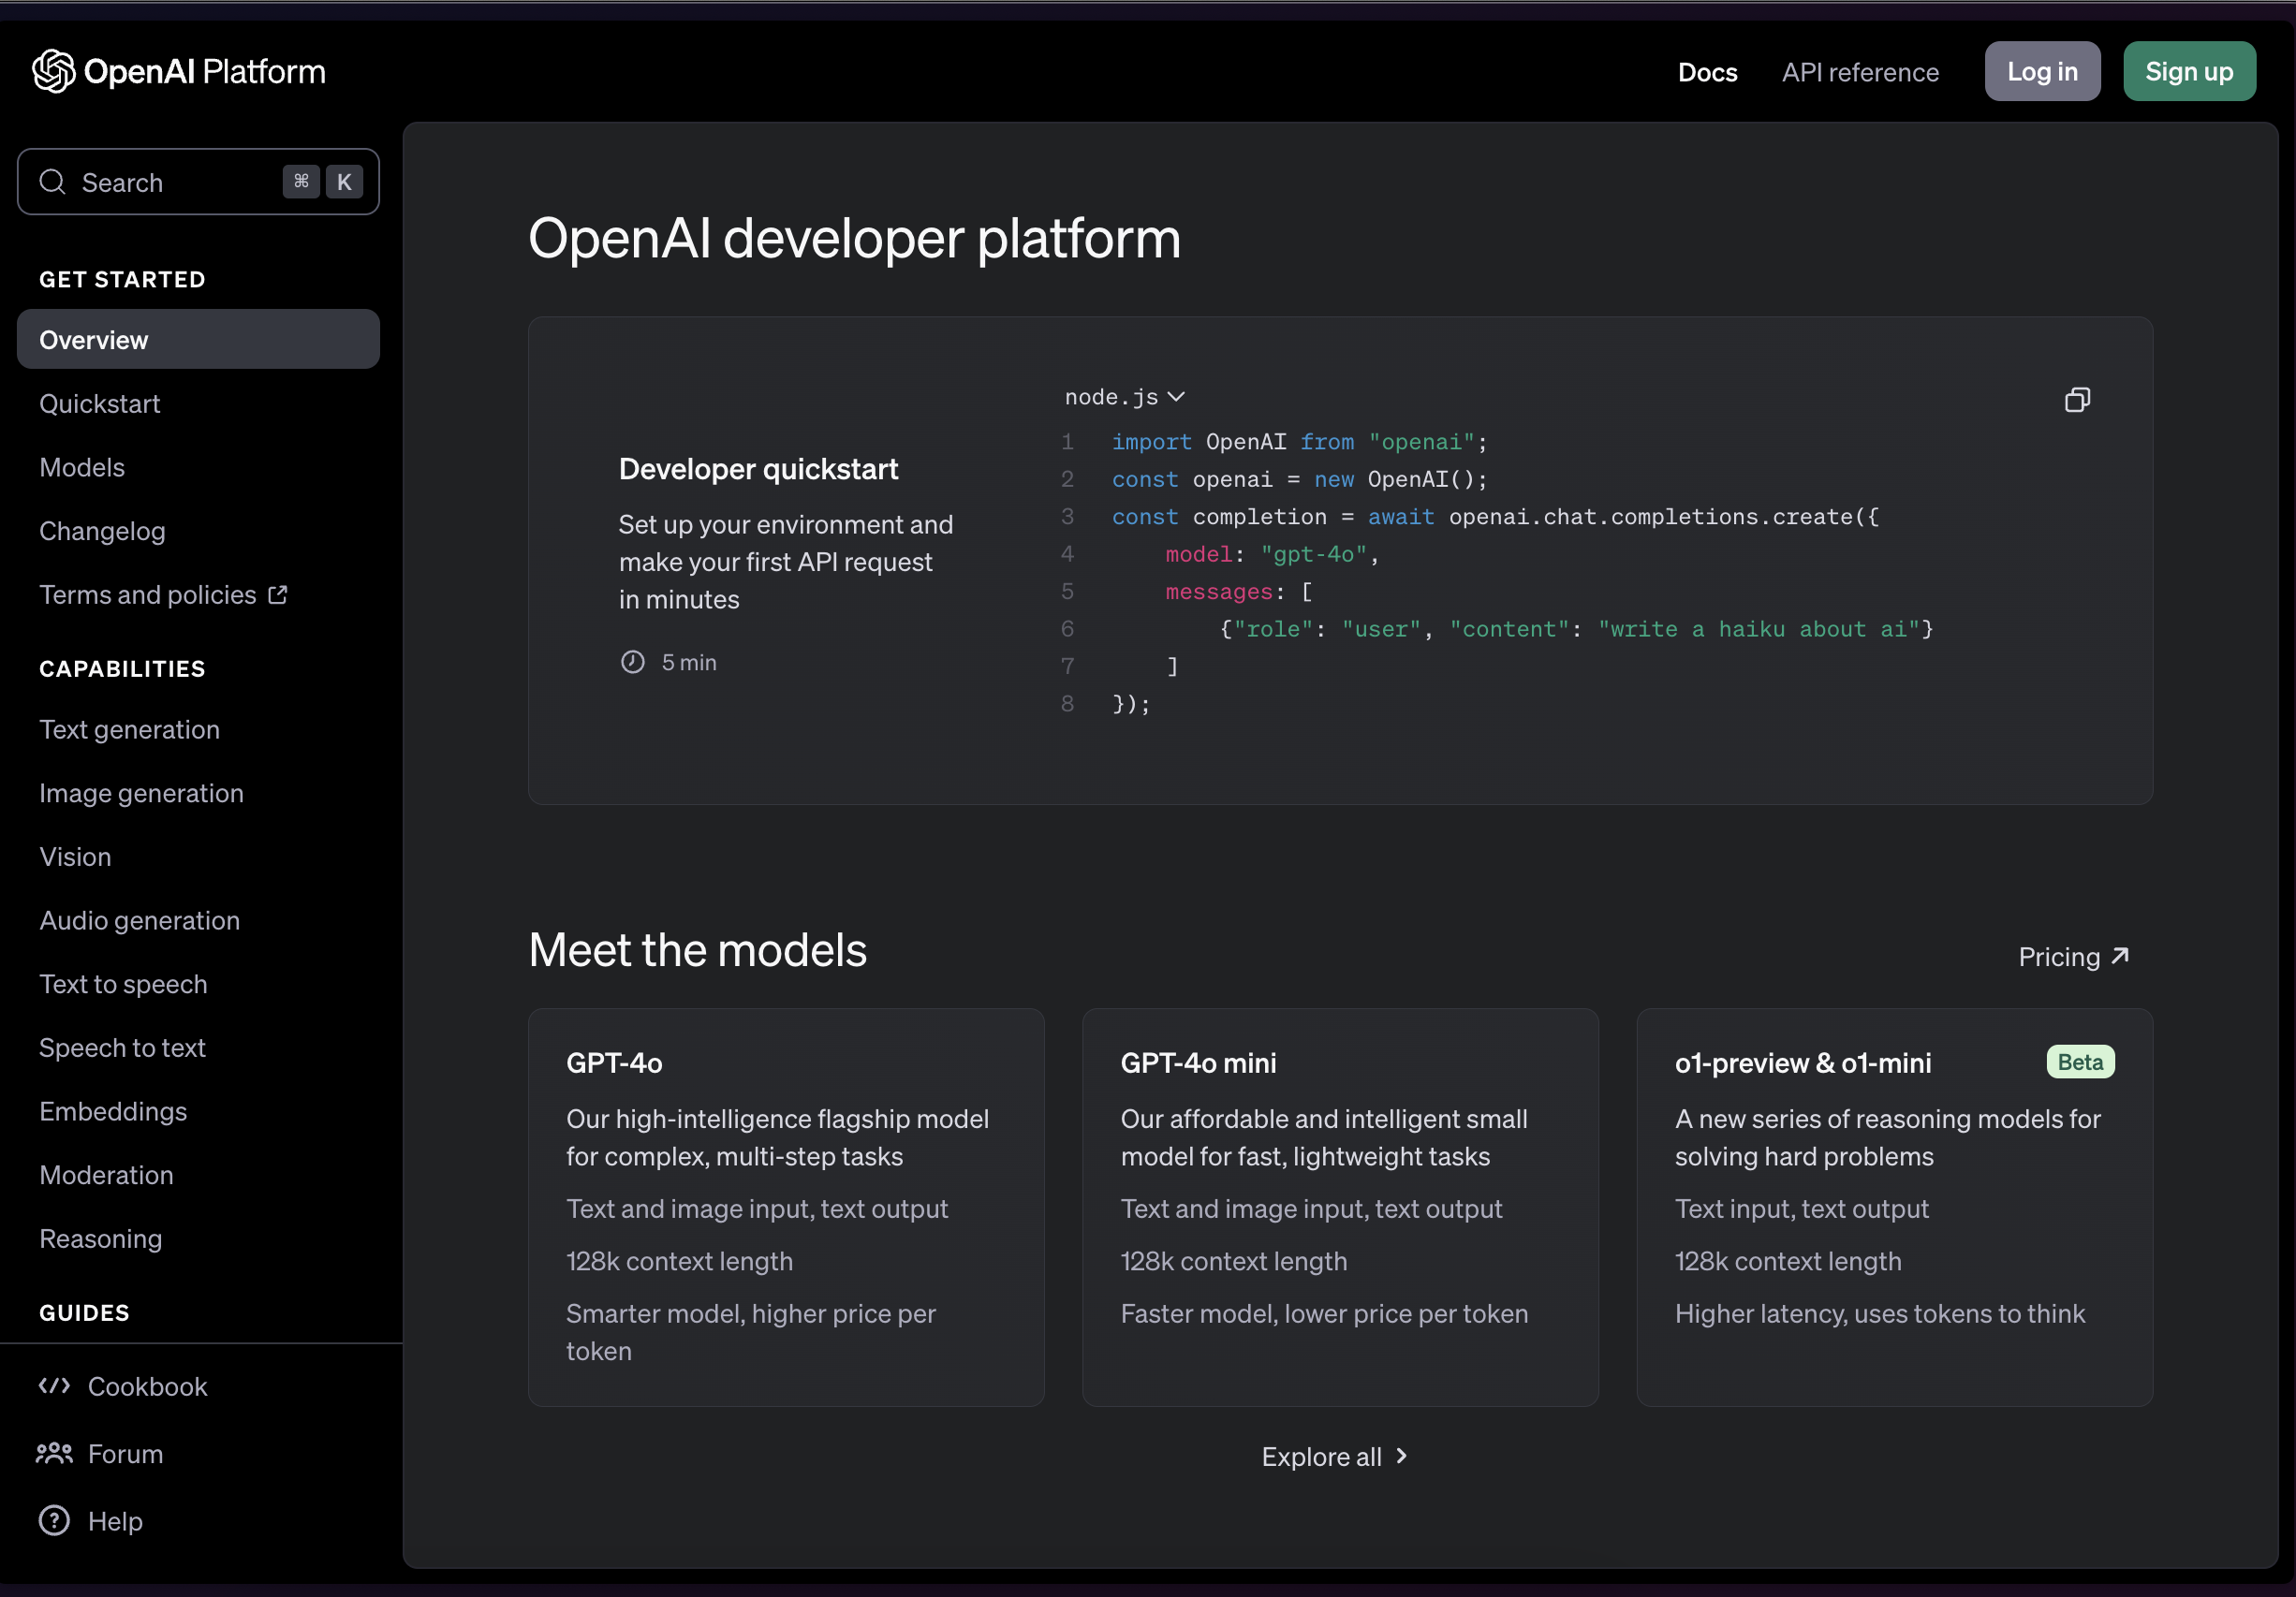 OpenAI Platform
Docs
API reference
Log in
Sign up
Search
⌘ K
GET STARTED
Overview
Quickstart
Models
Changelog
Terms and policies
CAPABILITIES
Text generation
Image generation
Vision
Audio generation
Text to speech
Speech to text
Embeddings
Moderation
Reasoning
GUIDES
Cookbook
Forum
Help
OpenAI developer platform
Developer quickstart
Set up your environment and
make your first API request
in minutes
5 min
node.js
1 import OpenAI from "openai";
2 const openai = new OpenAI();
3 const completion = await openai.chat.completions.create({
4     model: "gpt-4o",
5     messages: [
6         {"role": "user", "content": "write a haiku about ai"}
7     ]
8 });
Meet the models
Pricing
GPT-4o
Our high-intelligence flagship model
for complex, multi-step tasks
Text and image input, text output
128k context length
Smarter model, higher price per
token
GPT-4o mini
Our affordable and intelligent small
model for fast, lightweight tasks
Text and image input, text output
128k context length
Faster model, lower price per token
o1-preview & o1-mini
Beta
A new series of reasoning models for
solving hard problems
Text input, text output
128k context length
Higher latency, uses tokens to think
Explore all